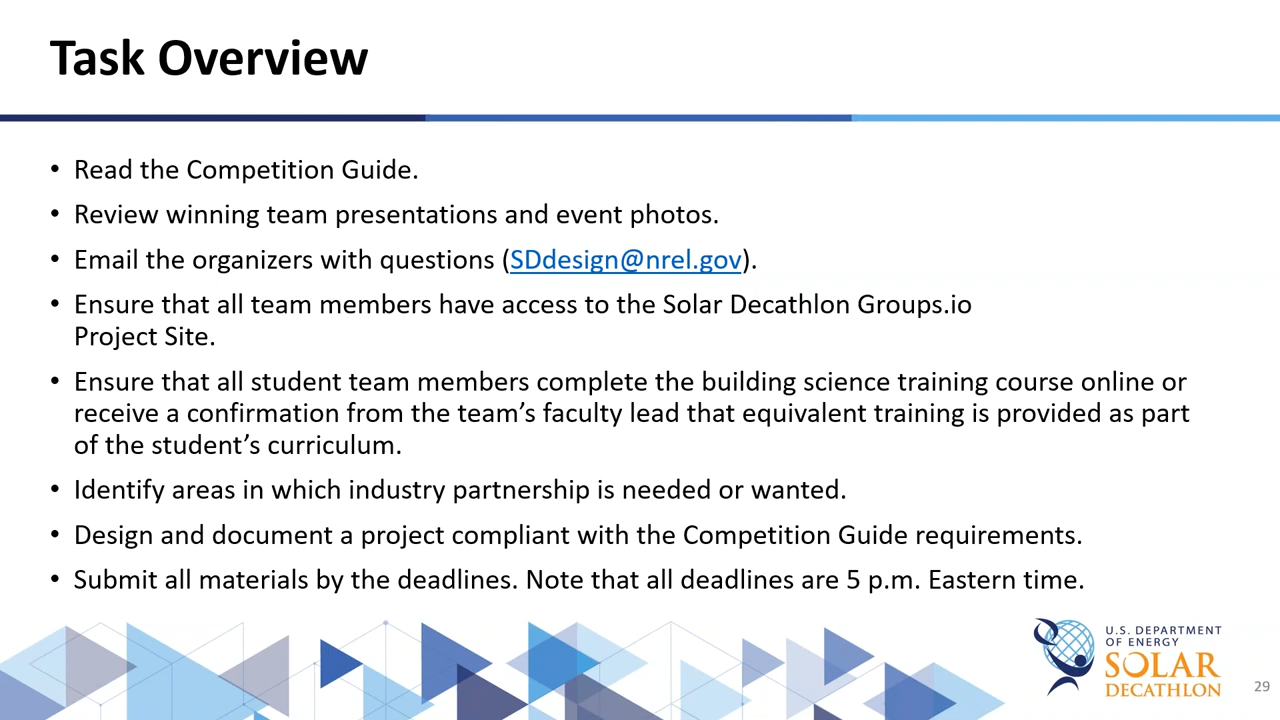 Task Overview
• Read the Competition Guide.
• Review winning team presentations and event photos.
• Email the organizers with questions (SDdesign@nrel.gov).
• Ensure that all team members have access to the Solar Decathlon Groups.io
Project Site.
• Ensure that all student team members complete the building science training course online or
receive a confirmation from the team’s faculty lead that equivalent training is provided as part
of the student’s curriculum.
• Identify areas in which industry partnership is needed or wanted.
• Design and document a project compliant with the Competition Guide requirements.
• Submit all materials by the deadlines. Note that all deadlines are 5 p.m. Eastern time.
U.S. DEPARTMENT
OF ENERGY
SOLAR
DECATHLON
29